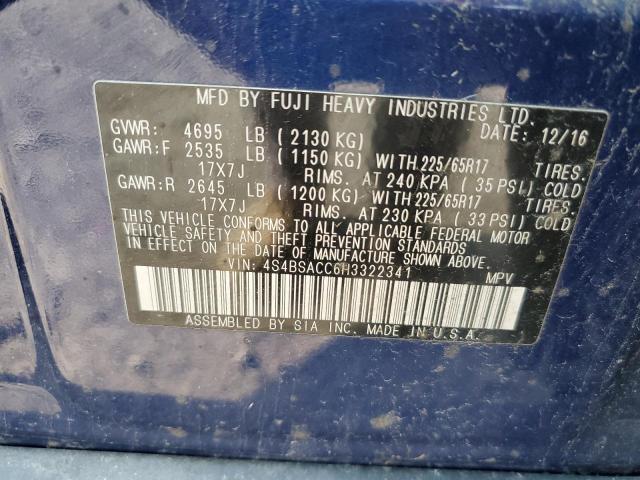 MFD BY FUJI HEAVY INDUSTRIES LTD.
GVWR: 4695 LB ( 2130 KG) DATE: 12/16
GAWR:F 2535 LB ( 1150 KG) WITH 225/65R17 TIRES.
17X7J RIMS. AT 240 KPA ( 35 PSI) COLD
GAWR:R 2645 LB ( 1200 KG) WITH 225/65R17 TIRES.
17X7J RIMS. AT 230 KPA ( 33 PSI) COLD
THIS VEHICLE CONFORMS TO ALL APPLICABLE FEDERAL MOTOR
VEHICLE SAFETY AND THEFT PREVENTION STANDARDS
IN EFFECT ON THE DATE OF MANUFACTURE SHOWN ABOVE.
VIN: 4S4BSACC6H3322341 MPV
ASSEMBLED BY SIA INC. MADE IN U.S.A.